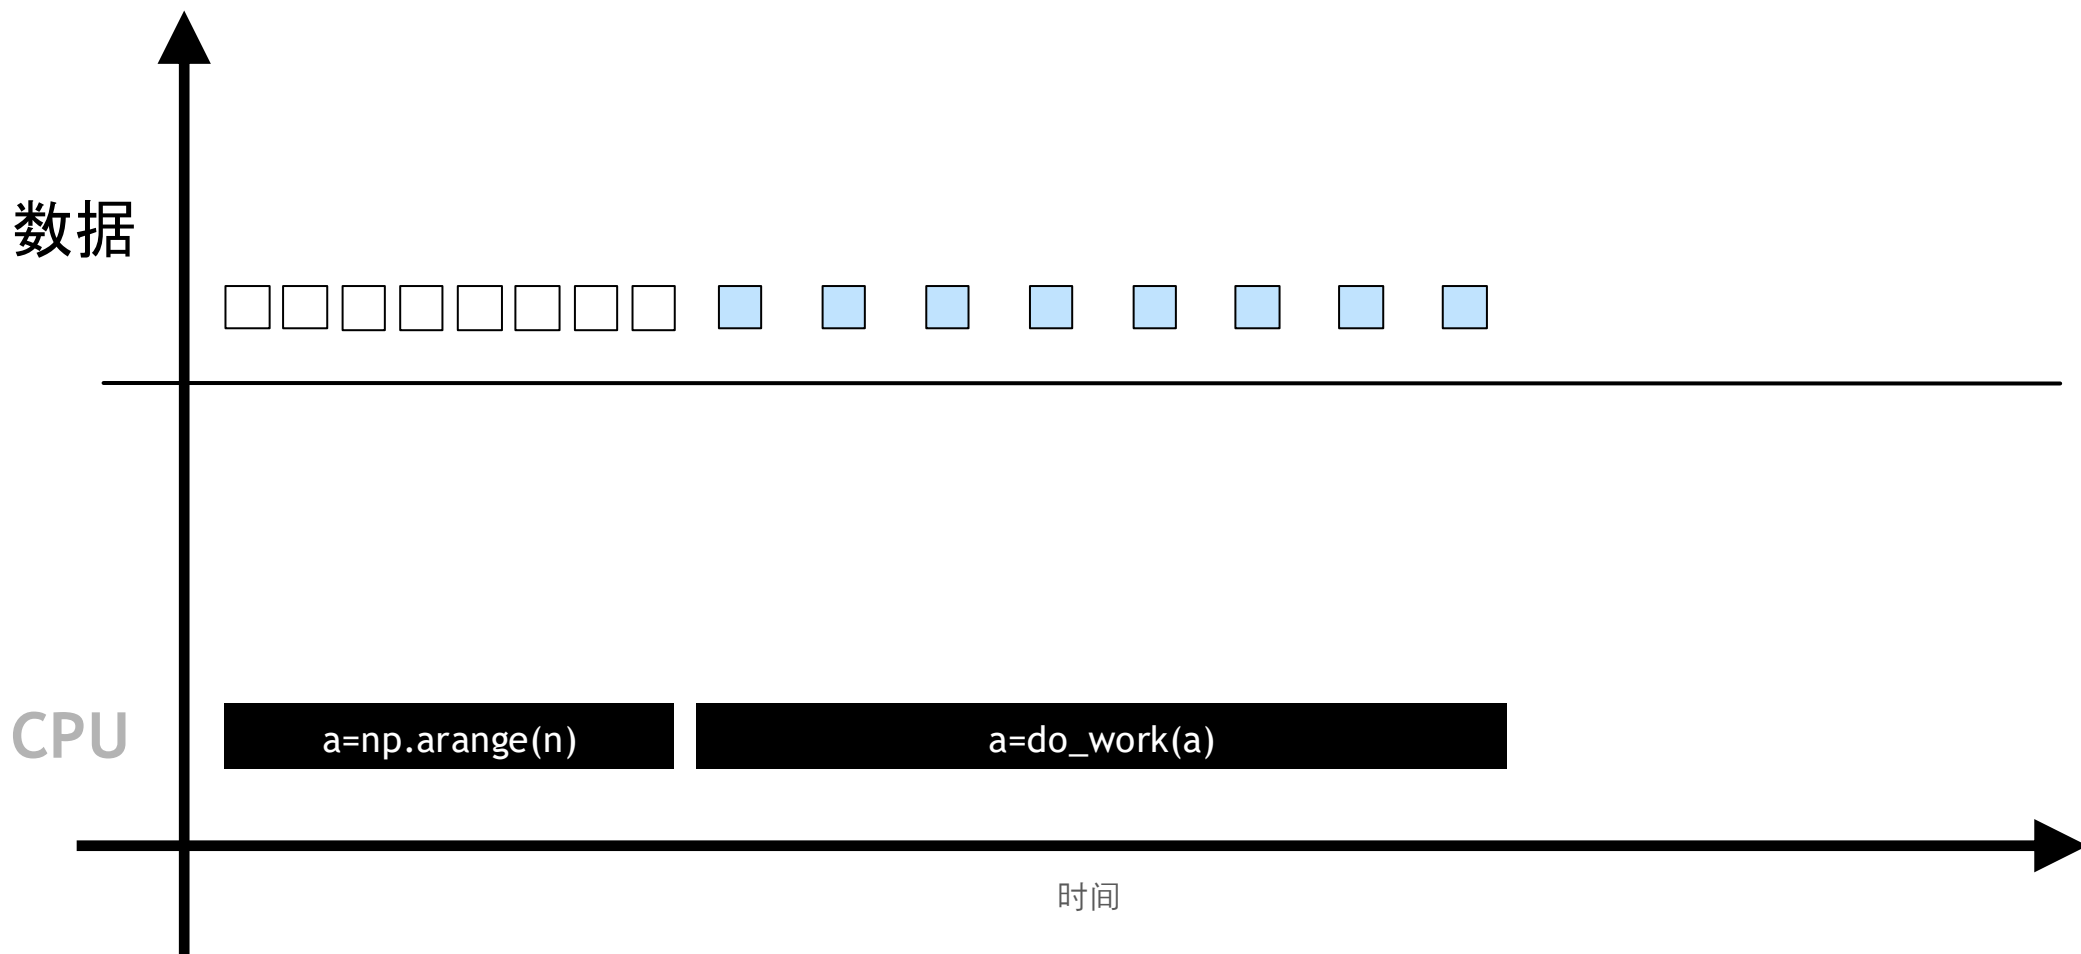 数据
CPU
a=np.arange(n)
a=do_work(a)
时间